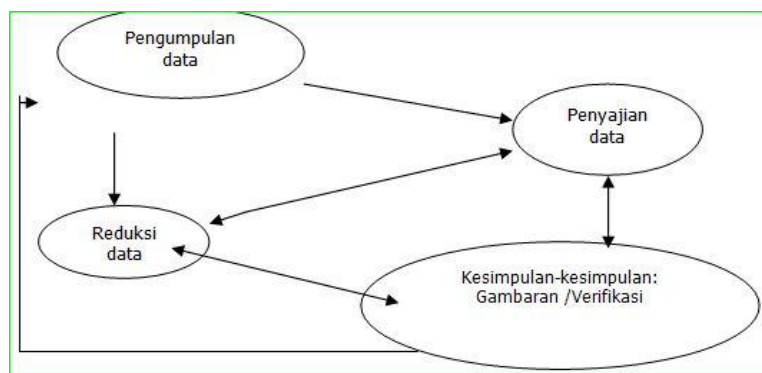 Pengumpulan
data
Penyajian
data
Reduksi
data
Kesimpulan-kesimpulan:
Gambaran /Verifikasi